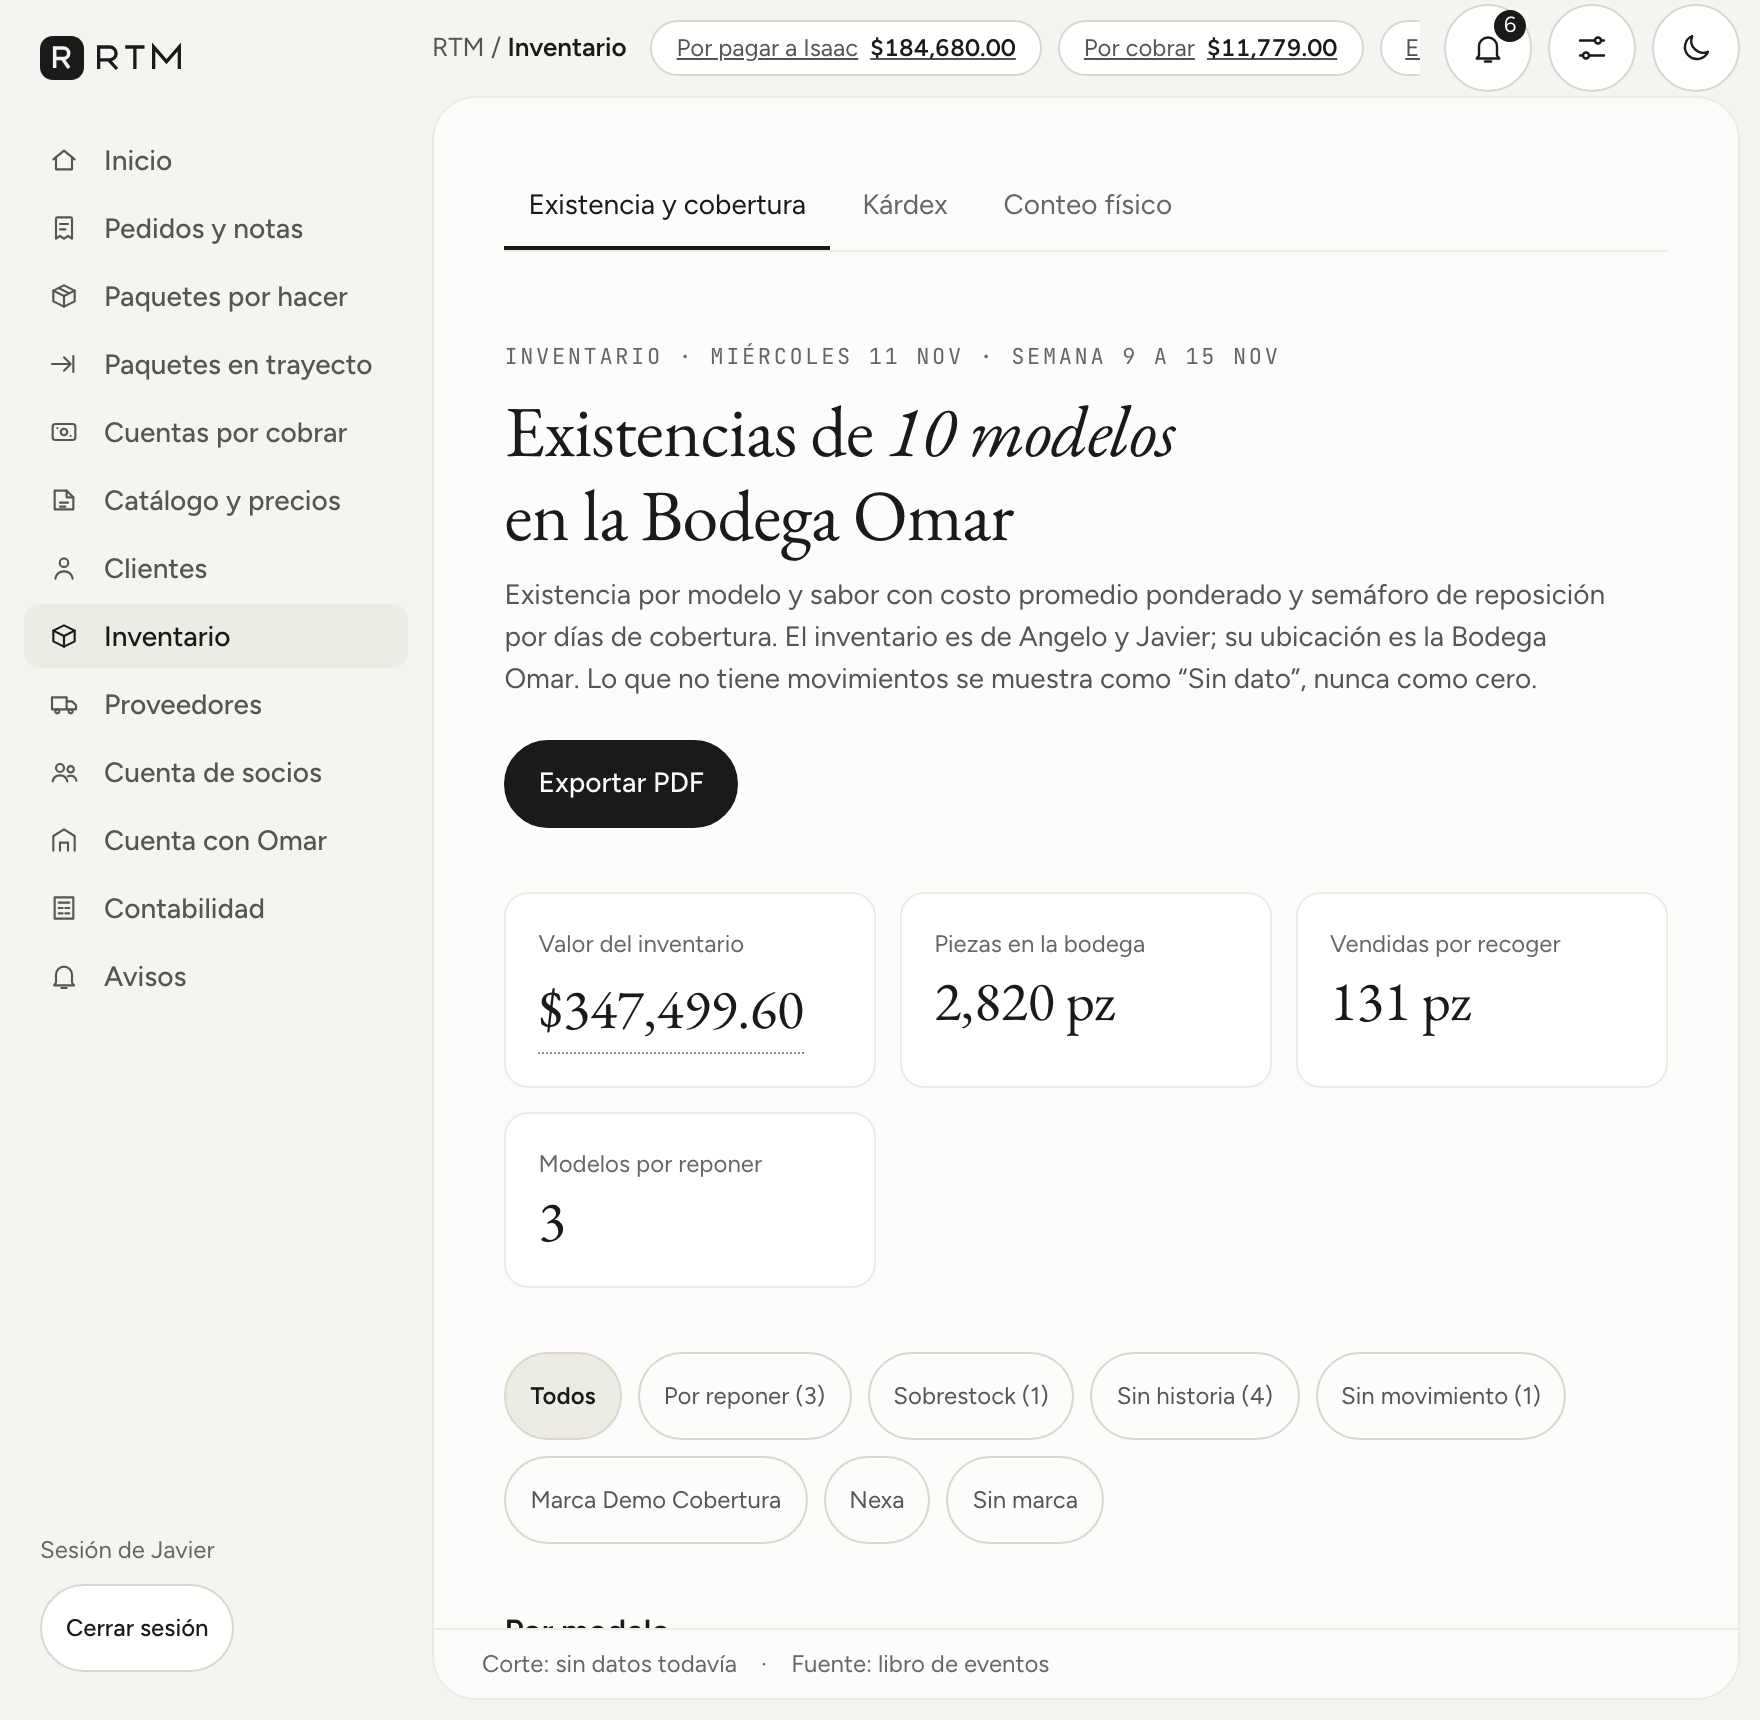 R RTM
Inicio
Pedidos y notas
Paquetes por hacer
Paquetes en trayecto
Cuentas por cobrar
Catálogo y precios
Clientes
Inventario
Proveedores
Cuenta de socios
Cuenta con Omar
Contabilidad
Avisos
Sesión de Javier
Cerrar sesión
RTM / Inventario
Por pagar a Isaac $184,680.00
Por cobrar $11,779.00
6
Existencia y cobertura
Kárdex
Conteo físico
INVENTARIO · MIÉRCOLES 11 NOV · SEMANA 9 A 15 NOV
Existencias de 10 modelos
en la Bodega Omar
Existencia por modelo y sabor con costo promedio ponderado y semáforo de reposición
por días de cobertura. El inventario es de Angelo y Javier; su ubicación es la Bodega
Omar. Lo que no tiene movimientos se muestra como “Sin dato”, nunca como cero.
Exportar PDF
Valor del inventario
$347,499.60
Piezas en la bodega
2,820 pz
Vendidas por recoger
131 pz
Modelos por reponer
3
Todos
Por reponer (3)
Sobrestock (1)
Sin historia (4)
Sin movimiento (1)
Marca Demo Cobertura
Nexa
Sin marca
Por modelo
Corte: sin datos todavía · Fuente: libro de eventos